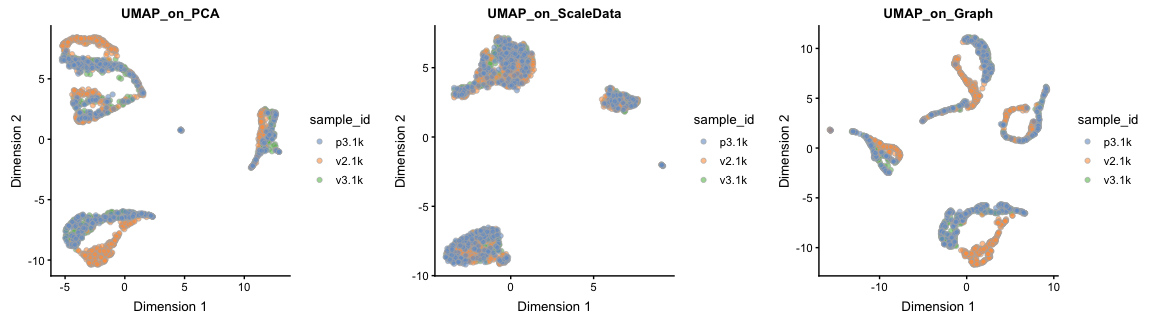 UMAP_on_PCA
5
0
-5
-10
-5
0
5
10
Dimension 1
Dimension 2
sample_id
p3.1k
v2.1k
v3.1k
UMAP_on_ScaleData
5
0
-5
-10
0
5
Dimension 1
Dimension 2
sample_id
p3.1k
v2.1k
v3.1k
UMAP_on_Graph
10
5
0
-5
-10
-10
0
10
Dimension 1
Dimension 2
sample_id
p3.1k
v2.1k
v3.1k